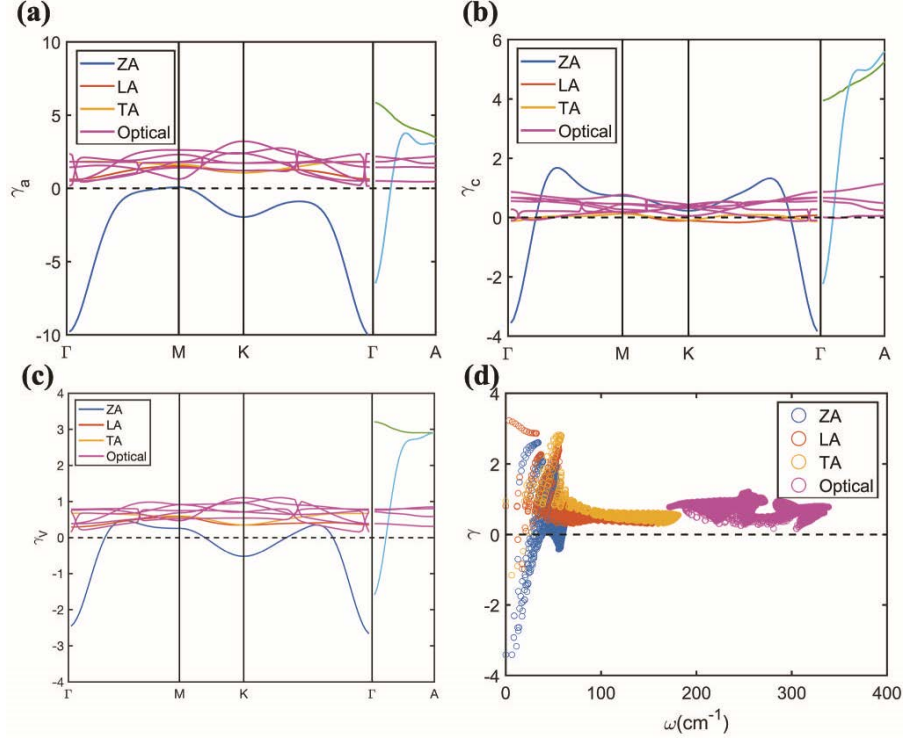 (a)
10
5
0
-5
-10
γa
ZA
LA
TA
Optical
Γ
M
K
Γ
A
(b)
6
4
2
0
-2
-4
γc
ZA
LA
TA
Optical
Γ
M
K
Γ
A
(c)
4
3
2
1
0
-1
-2
-3
-4
γv
ZA
LA
TA
Optical
Γ
M
K
Γ
A
(d)
4
2
0
-2
-4
γ
ZA
LA
TA
Optical
0
100
200
300
400
ω(cm⁻¹)